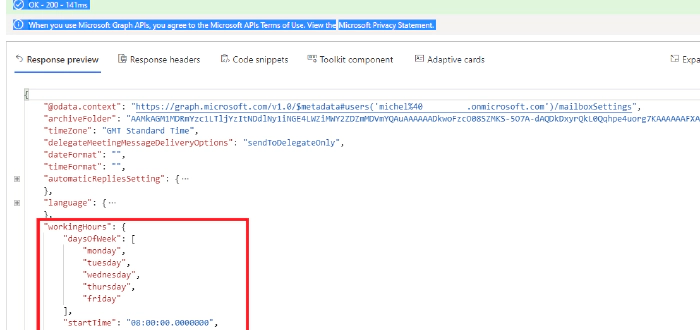 OK - 200 - 141ms
When you use Microsoft Graph APIs, you agree to the Microsoft APIs Terms of Use. View the Microsoft Privacy Statement.
Response preview Response headers Code snippets Toolkit component Adaptive cards Expa
{
"@odata.context": "https://graph.microsoft.com/v1.0/$metadata#users('michel%40 .onmicrosoft.com')/mailboxSettings",
"archiveFolder":
"timeZone": "GMT Standard Time",
"delegateMeetingMessageDeliveryOptions": "sendToDelegateOnly",
"dateFormat": "",
"timeFormat": "",
"automaticRepliesSetting": {...
},
"language": {...
},
"workingHours": {
"daysOfWeek": [
"monday",
"tuesday",
"wednesday",
"thursday",
"friday"
],
"startTime": "08:00:00.0000000",